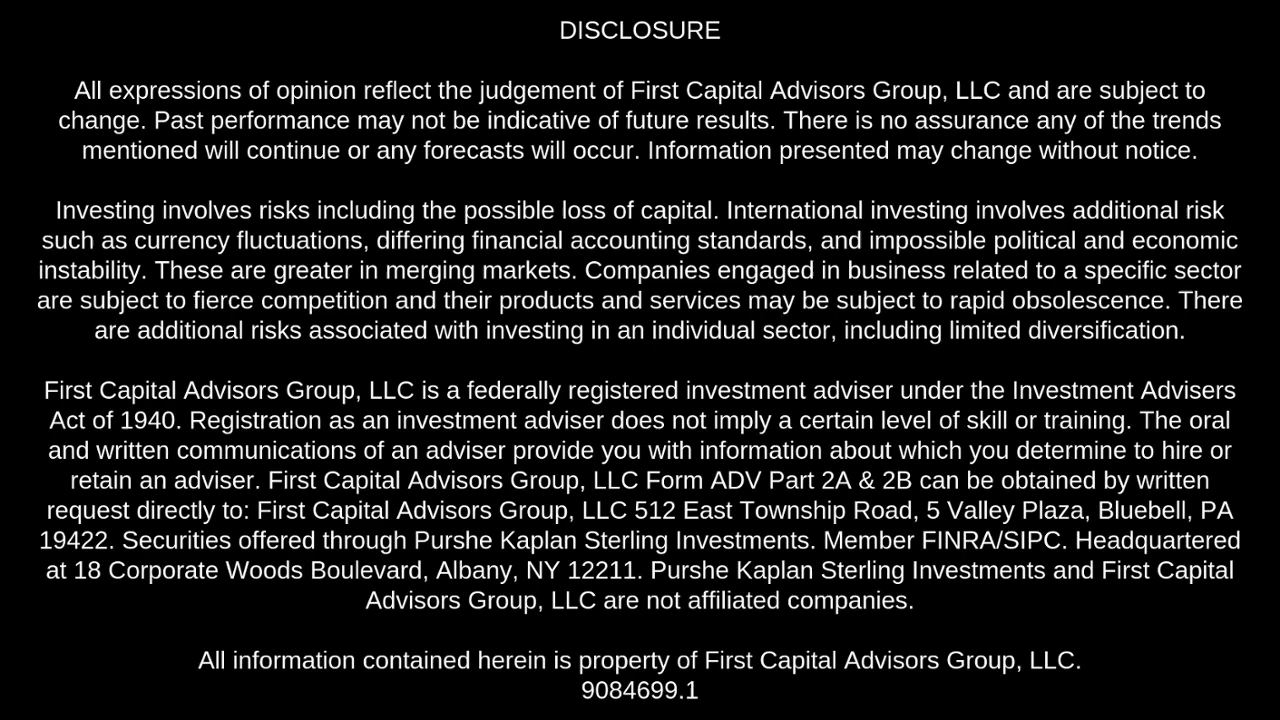 DISCLOSURE
All expressions of opinion reflect the judgement of First Capital Advisors Group, LLC and are subject to
change. Past performance may not be indicative of future results. There is no assurance any of the trends
mentioned will continue or any forecasts will occur. Information presented may change without notice.
Investing involves risks including the possible loss of capital. International investing involves additional risk
such as currency fluctuations, differing financial accounting standards, and impossible political and economic
instability. These are greater in merging markets. Companies engaged in business related to a specific sector
are subject to fierce competition and their products and services may be subject to rapid obsolescence. There
are additional risks associated with investing in an individual sector, including limited diversification.
First Capital Advisors Group, LLC is a federally registered investment adviser under the Investment Advisers
Act of 1940. Registration as an investment adviser does not imply a certain level of skill or training. The oral
and written communications of an adviser provide you with information about which you determine to hire or
retain an adviser. First Capital Advisors Group, LLC Form ADV Part 2A & 2B can be obtained by written
request directly to: First Capital Advisors Group, LLC 512 East Township Road, 5 Valley Plaza, Bluebell, PA
19422. Securities offered through Purshe Kaplan Sterling Investments. Member FINRA/SIPC. Headquartered
at 18 Corporate Woods Boulevard, Albany, NY 12211. Purshe Kaplan Sterling Investments and First Capital
Advisors Group, LLC are not affiliated companies.
All information contained herein is property of First Capital Advisors Group, LLC.
9084699.1